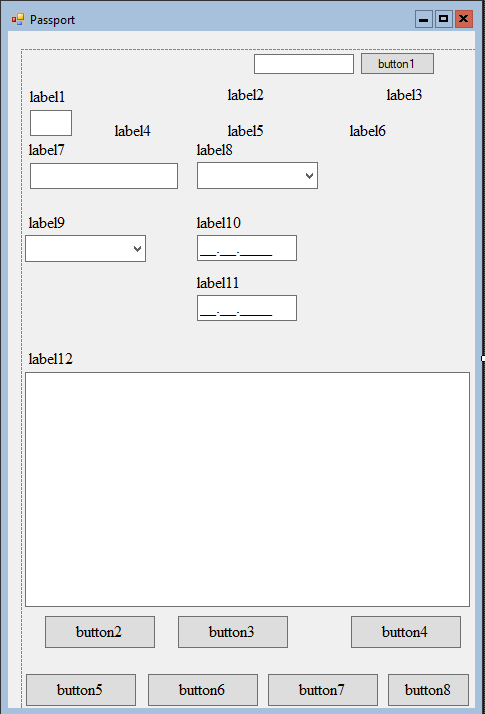 Passport
button1
label1 label2 label3
label4 label5 label6
label7 label8
label9 label10
__.__.____
label11
__.__.____
label12
button2 button3 button4
button5 button6 button7 button8